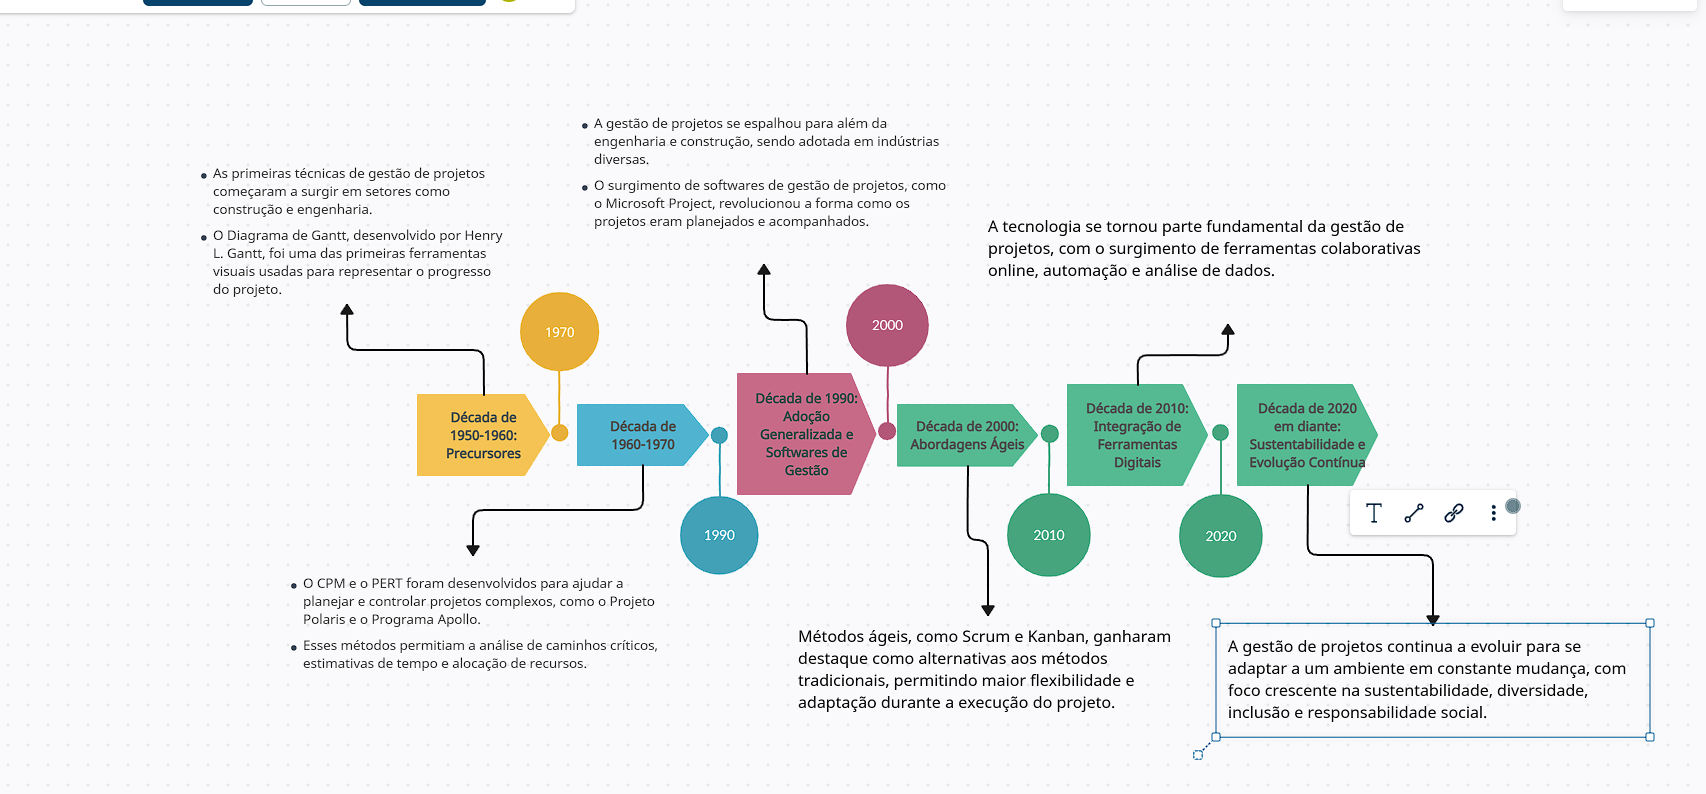 A gestão de projetos se espalhou para além da
engenharia e construção, sendo adotada em indústrias
diversas.
O surgimento de softwares de gestão de projetos, como
o Microsoft Project, revolucionou a forma como os
projetos eram planejados e acompanhados.
As primeiras técnicas de gestão de projetos
começaram a surgir em setores como
construção e engenharia.
O Diagrama de Gantt, desenvolvido por Henry
L. Gantt, foi uma das primeiras ferramentas
visuais usadas para representar o progresso
do projeto.
A tecnologia se tornou parte fundamental da gestão de
projetos, com o surgimento de ferramentas colaborativas
online, automação e análise de dados.
1970
2000
Década de
1950-1960:
Precursores
Década de
1960-1970
Década de 1990:
Adoção
Generalizada e
Softwares de
Gestão
Década de 2000:
Abordagens Ágeis
Década de 2010:
Integração de
Ferramentas
Digitais
Década de 2020
em diante:
Sustentabilidade e
Evolução Contínua
1990
2010
2020
O CPM e o PERT foram desenvolvidos para ajudar a
planejar e controlar projetos complexos, como o Projeto
Polaris e o Programa Apollo.
Esses métodos permitiam a análise de caminhos críticos,
estimativas de tempo e alocação de recursos.
Métodos ágeis, como Scrum e Kanban, ganharam
destaque como alternativas aos métodos
tradicionais, permitindo maior flexibilidade e
adaptação durante a execução do projeto.
A gestão de projetos continua a evoluir para se
adaptar a um ambiente em constante mudança, com
foco crescente na sustentabilidade, diversidade,
inclusão e responsabilidade social.